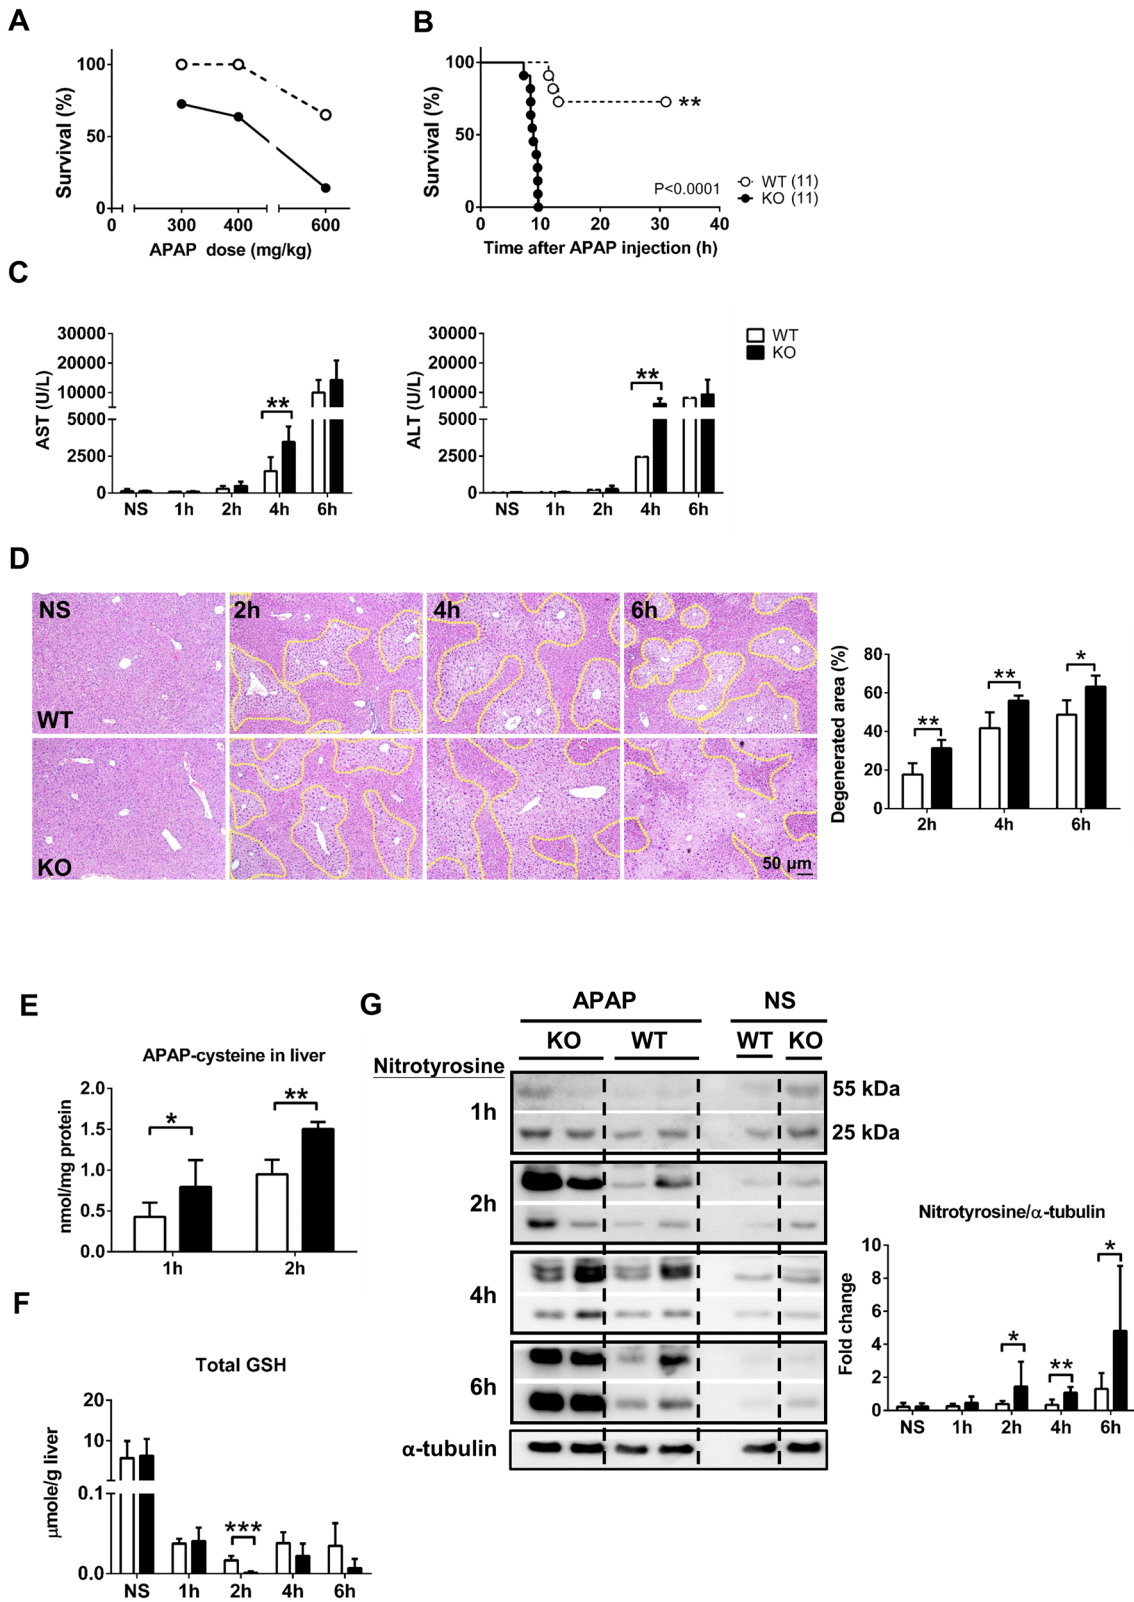 A
B
Survival (%)
100
50
0
0
300
400
600
APAP dose (mg/kg)
Survival (%)
100
50
0
**
P<0.0001
WT (11)
KO (11)
0
10
20
30
40
Time after APAP injection (h)
C
AST (U/L)
30000
20000
10000
5000
2500
0
**
NS
1h
2h
4h
6h
ALT (U/L)
30000
20000
10000
5000
2500
0
**
NS
1h
2h
4h
6h
WT
KO
D
NS
2h
4h
6h
WT
KO
50 µm
Degenerated area (%)
80
60
40
20
0
**
**
*
2h
4h
6h
E
APAP-cysteine in liver
nmol/mg protein
2.0
1.5
1.0
0.5
0.0
*
**
1h
2h
F
Total GSH
µmole/g liver
20
10
0.1
0.0
***
NS
1h
2h
4h
6h
G
APAP
NS
KO
WT
WT
KO
Nitrotyrosine
1h
55 kDa
25 kDa
2h
4h
6h
α-tubulin
Nitrotyrosine/α-tubulin
Fold change
10
8
6
4
2
0
*
**
*
NS
1h
2h
4h
6h